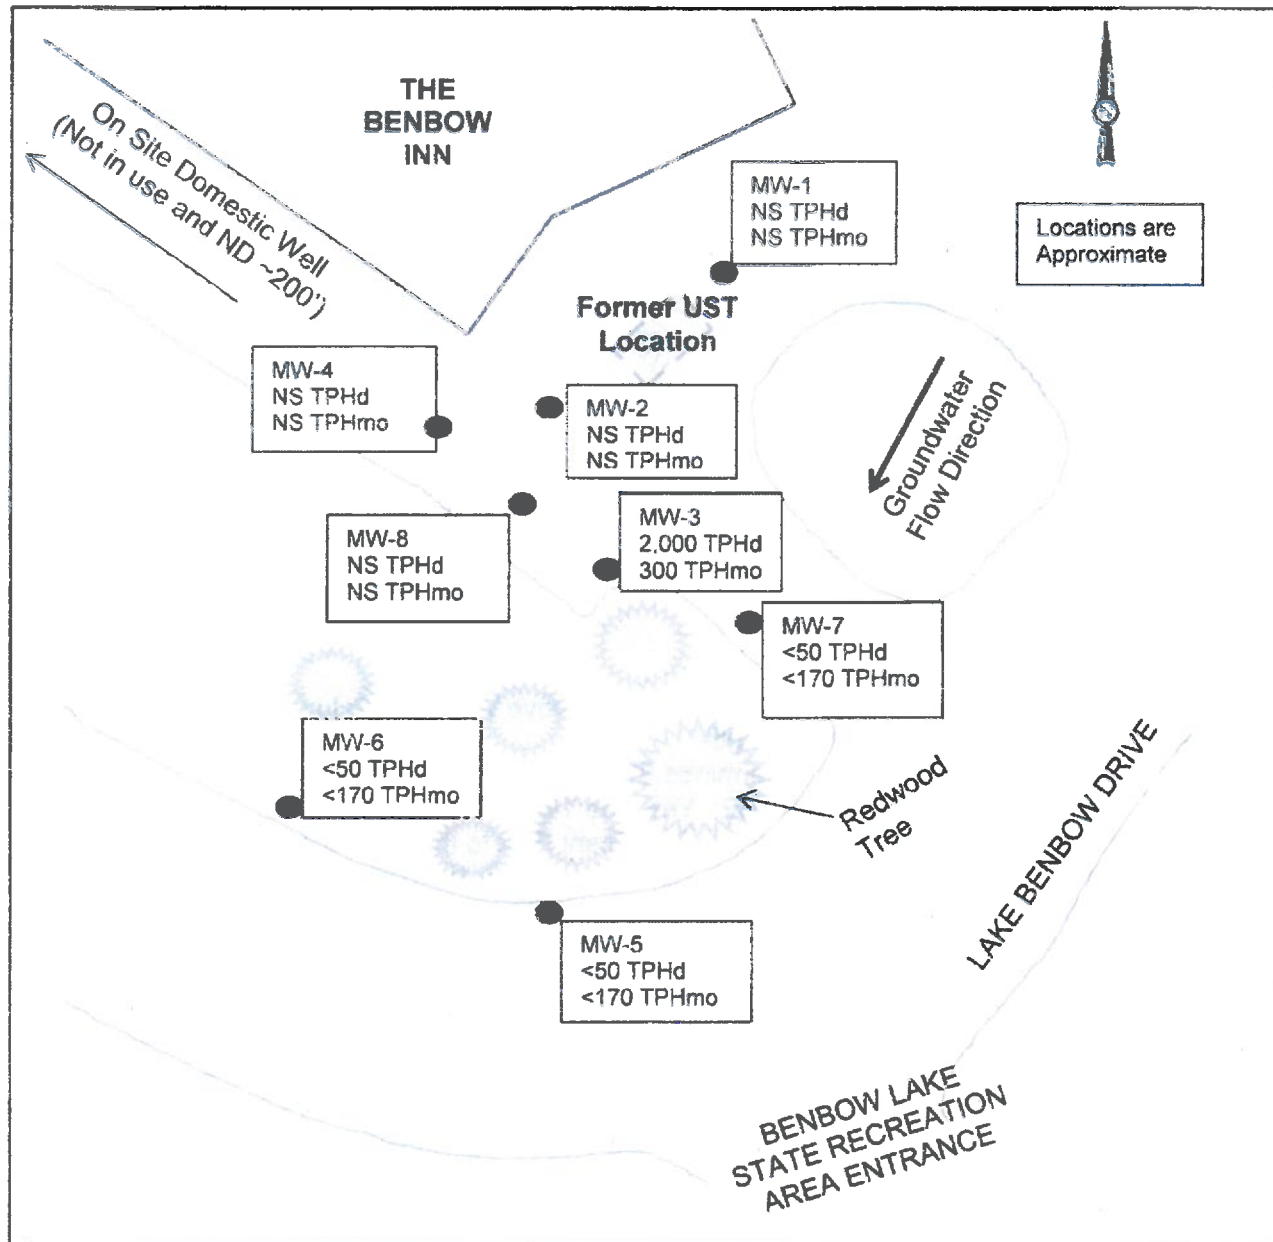 THE
BENBOW
INN
On Site Domestic Well
(Not in use and ND ~200')
MW-1
NS TPHd
NS TPHmo
Locations are
Approximate
Former UST
Location
MW-4
NS TPHd
NS TPHmo
MW-2
NS TPHd
NS TPHmo
Groundwater
Flow Direction
MW-3
2,000 TPHd
300 TPHmo
MW-8
NS TPHd
NS TPHmo
MW-7
<50 TPHd
<170 TPHmo
MW-6
<50 TPHd
<170 TPHmo
Redwood
Tree
LAKE BENBOW DRIVE
MW-5
<50 TPHd
<170 TPHmo
BENBOW LAKE
STATE RECREATION
AREA ENTRANCE